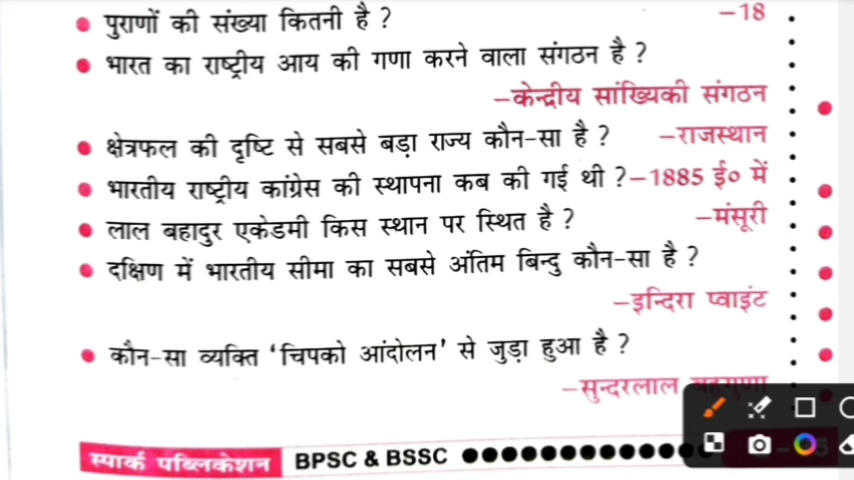 पुराणों की संख्या कितनी है ? –18
भारत का राष्ट्रीय आय की गणा करने वाला संगठन है ?
–केन्द्रीय सांख्यिकी संगठन
क्षेत्रफल की दृष्टि से सबसे बड़ा राज्य कौन-सा है ? –राजस्थान
भारतीय राष्ट्रीय कांग्रेस की स्थापना कब की गई थी ? –1885 ई० में
लाल बहादुर एकेडमी किस स्थान पर स्थित है ? –मंसूरी
दक्षिण में भारतीय सीमा का सबसे अंतिम बिन्दु कौन-सा है ?
–इन्दिरा प्वाइंट
कौन-सा व्यक्ति ‘चिपको आंदोलन’ से जुड़ा हुआ है ?
–सुन्दरलाल बहुगुणा
स्पार्क पब्लिकेशन BPSC & BSSC